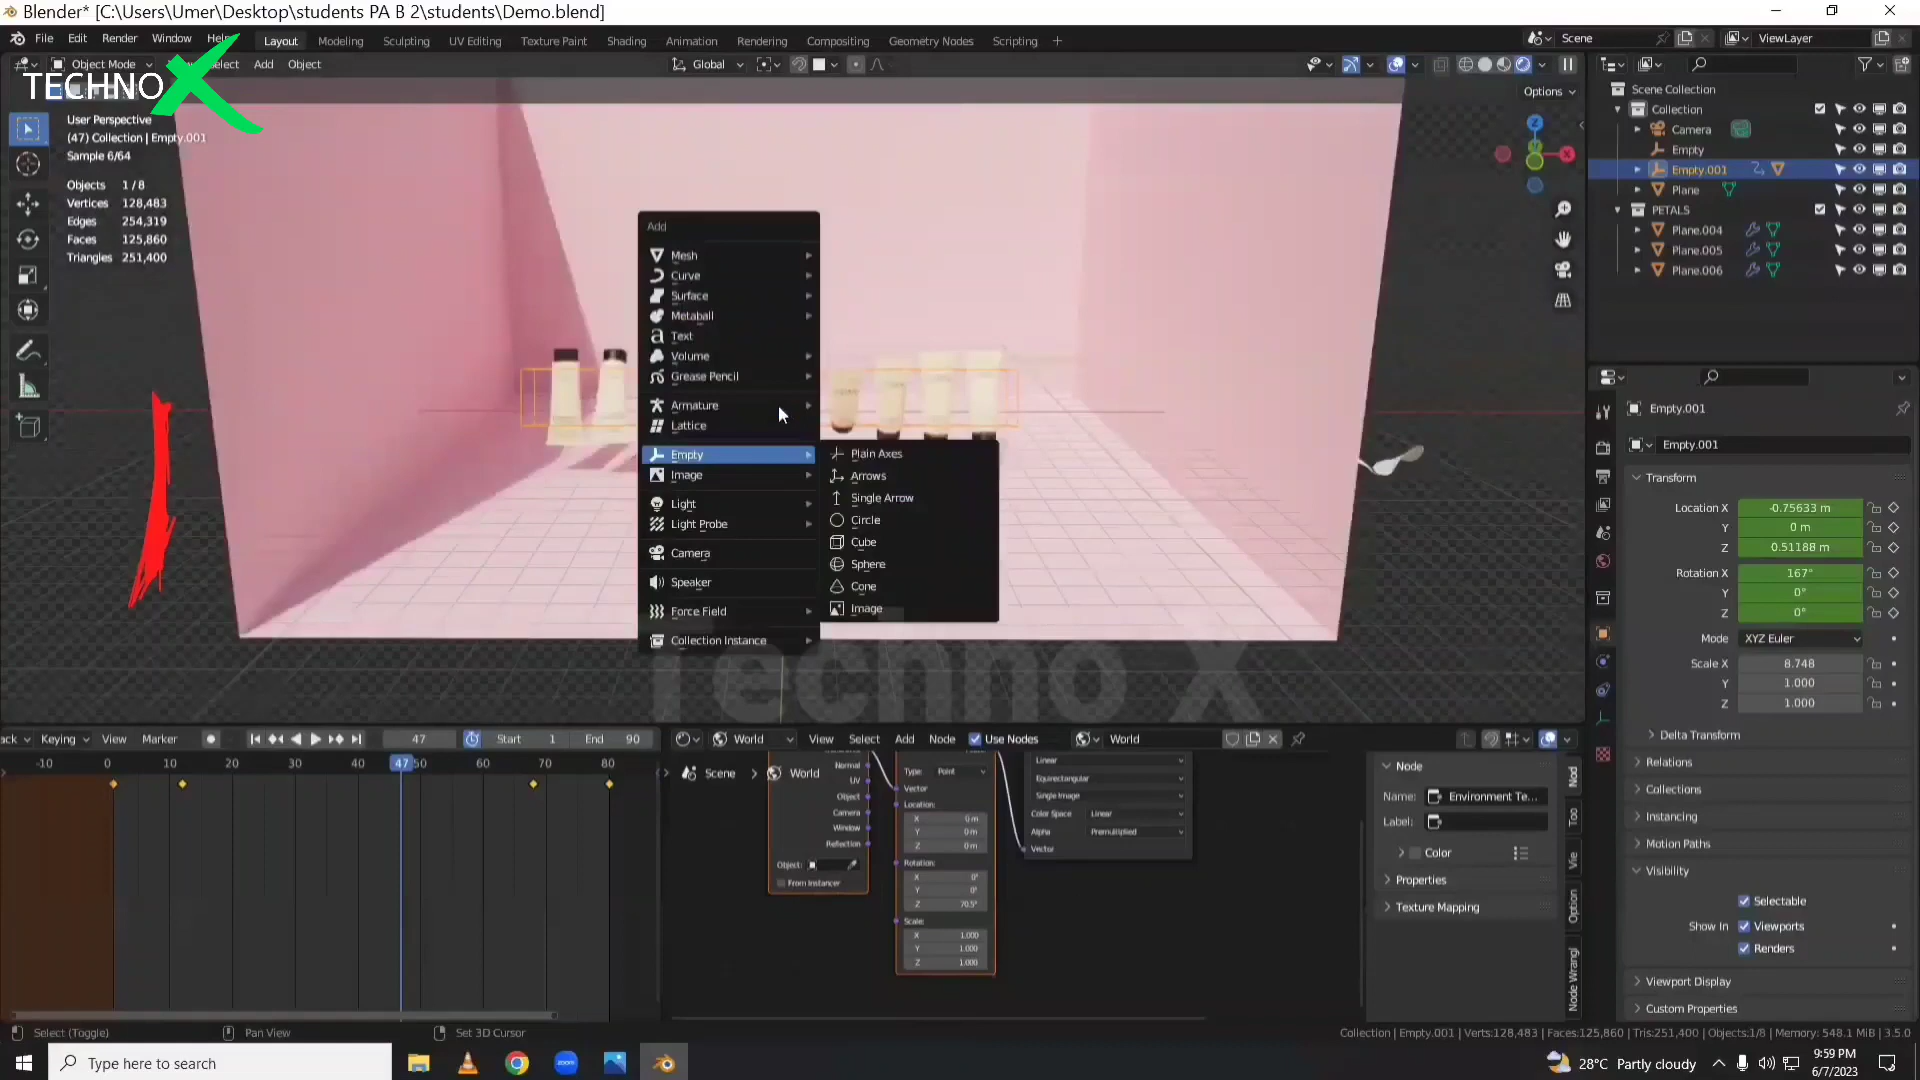 Blender* [C:\Users\Umer\Desktop\students PA B 2\students\Demo.blend]
File Edit Render Window Help Layout Modeling Sculpting UV Editing Texture Paint Shading Animation Rendering Compositing Geometry Nodes Scripting +
Scene
ViewLayer
Object Mode
Select Add Object
Global
TECHNO X
Options
User Perspective
(47) Collection | Empty.001
Sample 6/64
Objects 1/8
Vertices 128,483
Edges 254,319
Faces 125,860
Triangles 251,400
Add
Mesh
Curve
Surface
Metaball
Text
Volume
Grease Pencil
Armature
Lattice
Empty
Image
Light
Light Probe
Camera
Speaker
Force Field
Collection Instance
Plain Axes
Arrows
Single Arrow
Circle
Cube
Sphere
Cone
Image
Z
X
Techno X
Scene Collection
Collection
Camera
Empty
Empty.001
Plane
PETALS
Plane.004
Plane.005
Plane.006
Empty.001
Empty.001
Transform
Location X -0.75633 m
Y 0 m
Z 0.51188 m
Rotation X 167°
Y 0°
Z 0°
Mode XYZ Euler
Scale X 8.748
Y 1.000
Z 1.000
Delta Transform
Relations
Collections
Instancing
Motion Paths
Visibility
Selectable
Show In Viewports
Renders
Viewport Display
Custom Properties
ack Keying View Marker
47 Start 1 End 90
-10 0 10 20 30 40 47 50 60 70 80
World View Select Add Node Use Nodes World
Scene > World
Normal
UV
Object
Camera
Window
Reflection
Object:
From Instancer
Type: Point
Vector
Location:
X 0 m
Y 0 m
Z 0 m
Rotation:
X 0°
Y 0°
Z 70.5°
Scale:
X 1.000
Y 1.000
Z 1.000
Linear
Equirectangular
Single Image
Color Space Linear
Alpha Premultiplied
Vector
Node
Name: Environment Te...
Label:
Color
Properties
Texture Mapping
Nod
Too
Vie
Option
Node Wrangl
Select (Toggle) Pan View Set 3D Cursor
Collection | Empty.001 | Verts:128,483 | Faces:125,860 | Tris:251,400 | Objects:1/8 | Memory: 548.1 MiB | 3.5.0
Type here to search
zoom
28°C Partly cloudy
9:59 PM
6/7/2023